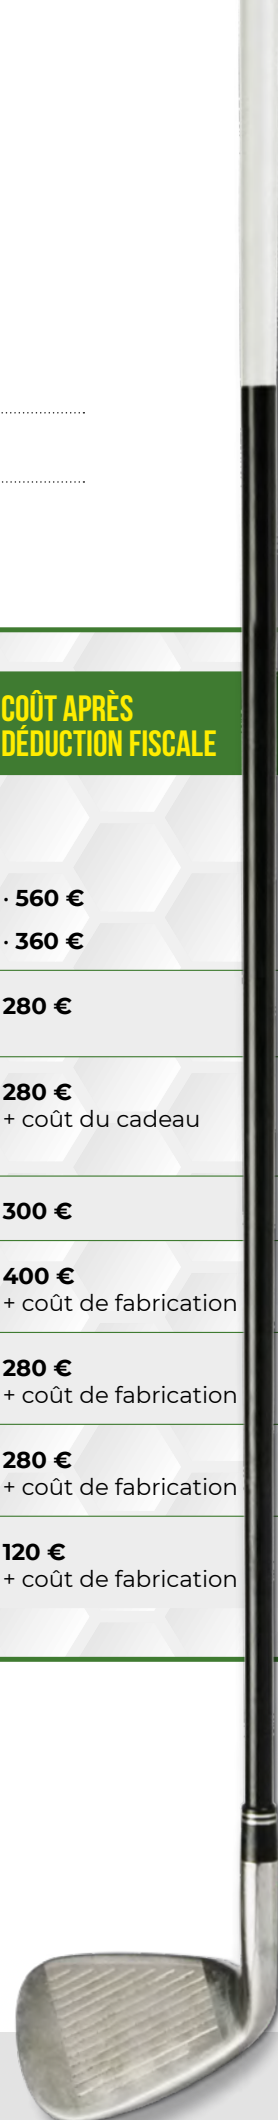 COÛT APRÈS
DÉDUCTION FISCALE
· 560 €
· 360 €
280 €
280 €
+ coût du cadeau
300 €
400 €
+ coût de fabrication
280 €
+ coût de fabrication
280 €
+ coût de fabrication
120 €
+ coût de fabrication